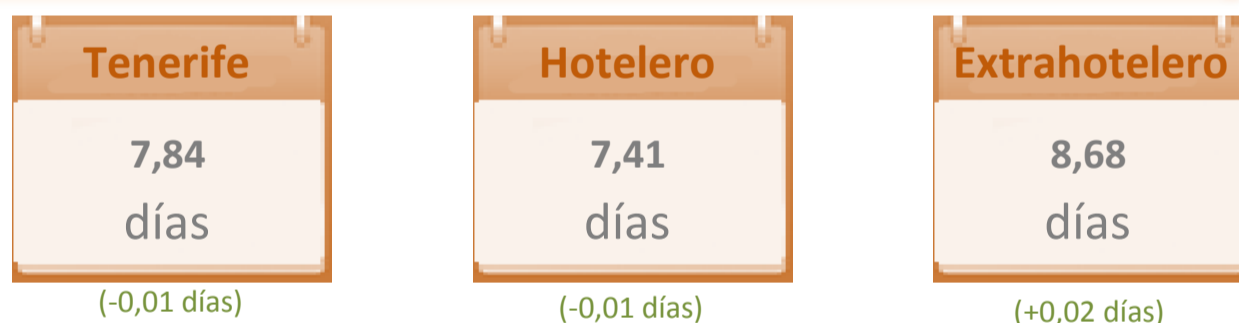 Tenerife
7,84
días
(-0,01 días)
Hotelero
7,41
días
(-0,01 días)
Extrahotelero
8,68
días
(+0,02 días)